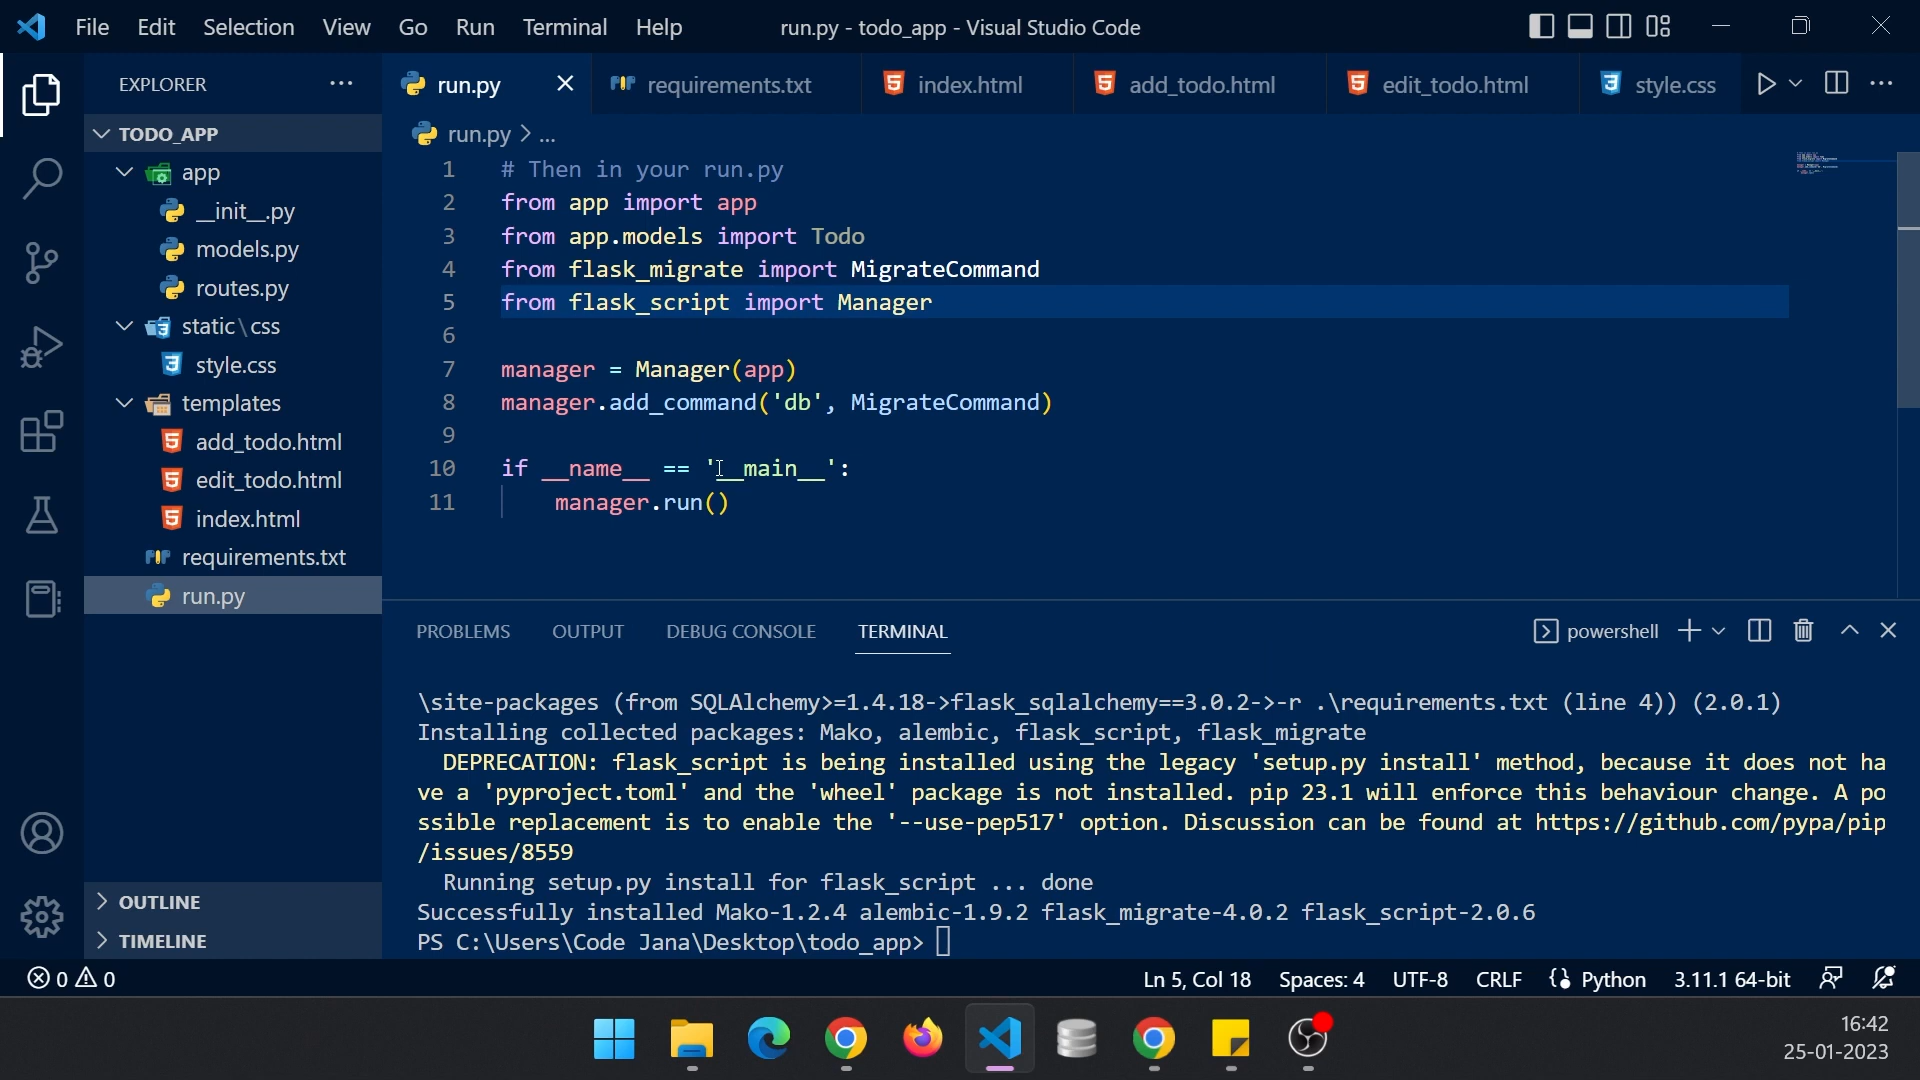 File Edit Selection View Go Run Terminal Help run.py - todo_app - Visual Studio Code
EXPLORER
run.py requirements.txt index.html add_todo.html edit_todo.html style.css
TODO_APP
app
__init__.py
models.py
routes.py
static\css
style.css
templates
add_todo.html
edit_todo.html
index.html
requirements.txt
run.py
OUTLINE
TIMELINE
run.py > ...
1 # Then in your run.py
2 from app import app
3 from app.models import Todo
4 from flask_migrate import MigrateCommand
5 from flask_script import Manager
6
7 manager = Manager(app)
8 manager.add_command('db', MigrateCommand)
9
10 if __name__ == '__main__':
11 manager.run()
PROBLEMS OUTPUT DEBUG CONSOLE TERMINAL powershell
\site-packages (from SQLAlchemy>=1.4.18->flask_sqlalchemy==3.0.2->-r .\requirements.txt (line 4)) (2.0.1)
Installing collected packages: Mako, alembic, flask_script, flask_migrate
DEPRECATION: flask_script is being installed using the legacy 'setup.py install' method, because it does not ha
ve a 'pyproject.toml' and the 'wheel' package is not installed. pip 23.1 will enforce this behaviour change. A po
ssible replacement is to enable the '--use-pep517' option. Discussion can be found at https://github.com/pypa/pip
/issues/8559
Running setup.py install for flask_script ... done
Successfully installed Mako-1.2.4 alembic-1.9.2 flask_migrate-4.0.2 flask_script-2.0.6
PS C:\Users\Code Jana\Desktop\todo_app>
0 0 Ln 5, Col 18 Spaces: 4 UTF-8 CRLF Python 3.11.1 64-bit
16:42
25-01-2023